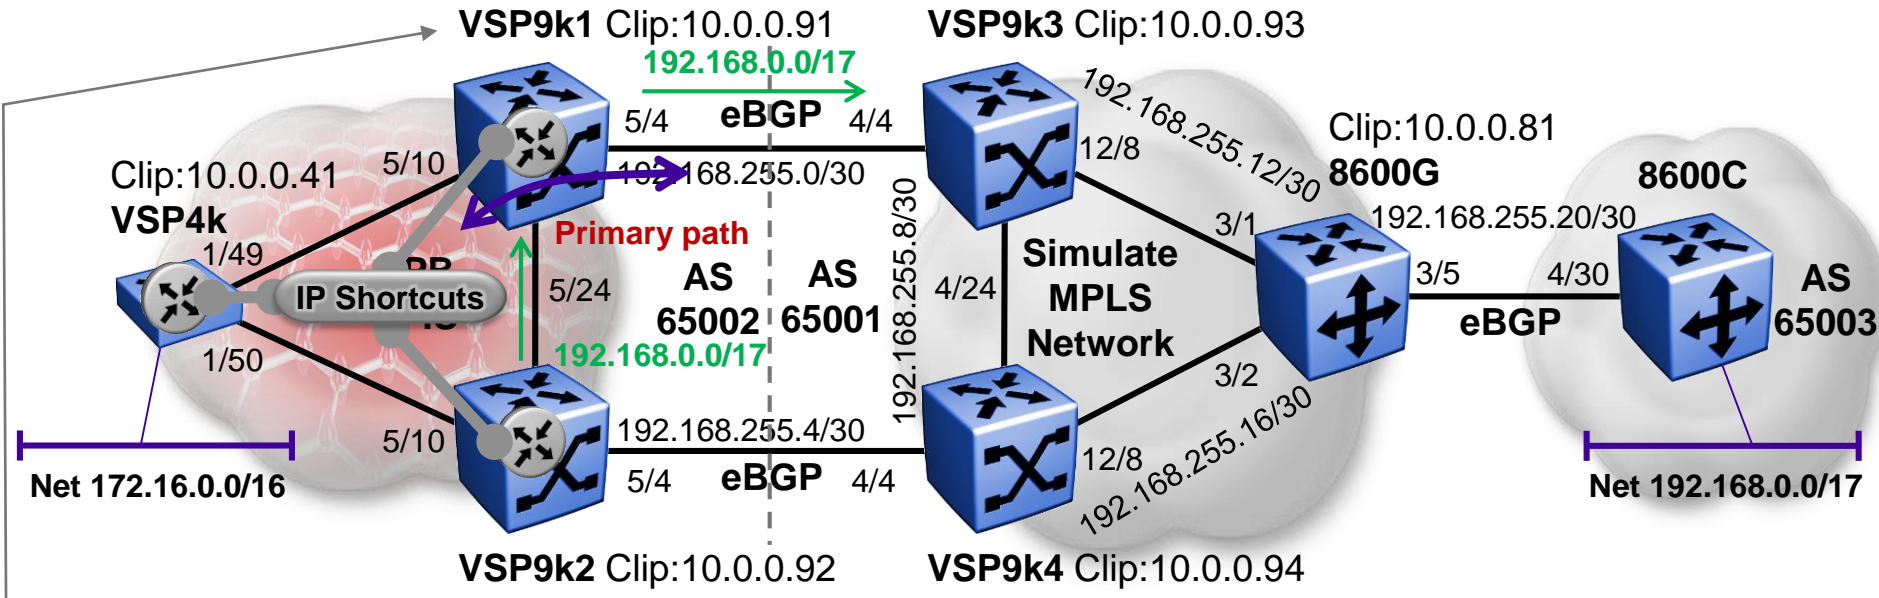 VSP9k1 Clip:10.0.0.91
VSP9k3 Clip:10.0.0.93
192.168.0.0/17
5/4
eBGP
4/4
192.168.255.0/30
192.168.255.12/30
12/8
Clip:10.0.0.81
8600G
8600C
Clip:10.0.0.41
VSP4k
5/10
1/49
Primary path
192.168.255.8/30
3/1
192.168.255.20/30
IP Shortcuts
5/24
AS
65002
AS
65001
4/24
Simulate
MPLS
Network
3/5
4/30
eBGP
AS
65003
1/50
192.168.0.0/17
3/2
192.168.255.16/30
5/10
192.168.255.4/30
12/8
5/4
eBGP
4/4
Net 172.16.0.0/16
Net 192.168.0.0/17
VSP9k2 Clip:10.0.0.92
VSP9k4 Clip:10.0.0.94